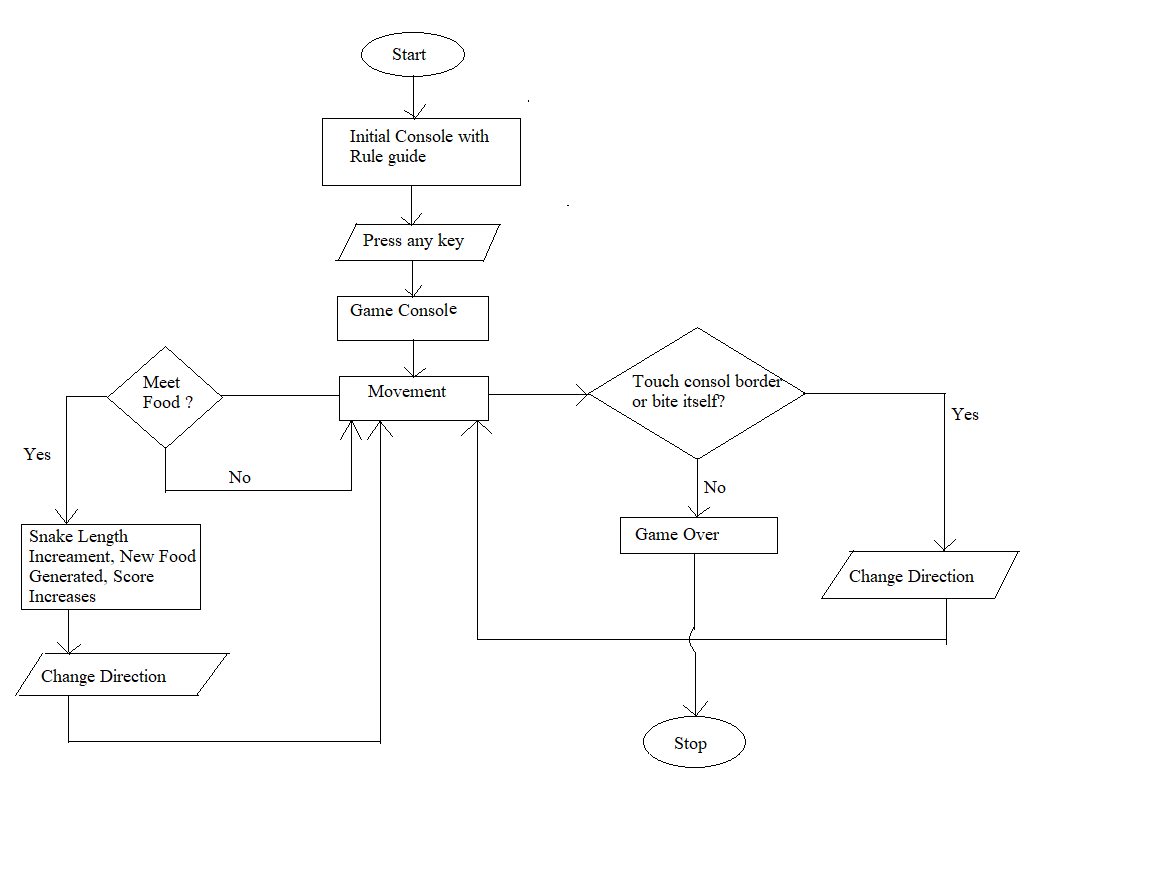 Start
Initial Console with
Rule guide
Press any key
Game Console
Movement
Meet
Food ?
Touch consol border
or bite itself?
Yes
Yes
No
No
Snake Length
Increament, New Food
Generated, Score
Increases
Game Over
Change Direction
Change Direction
Stop